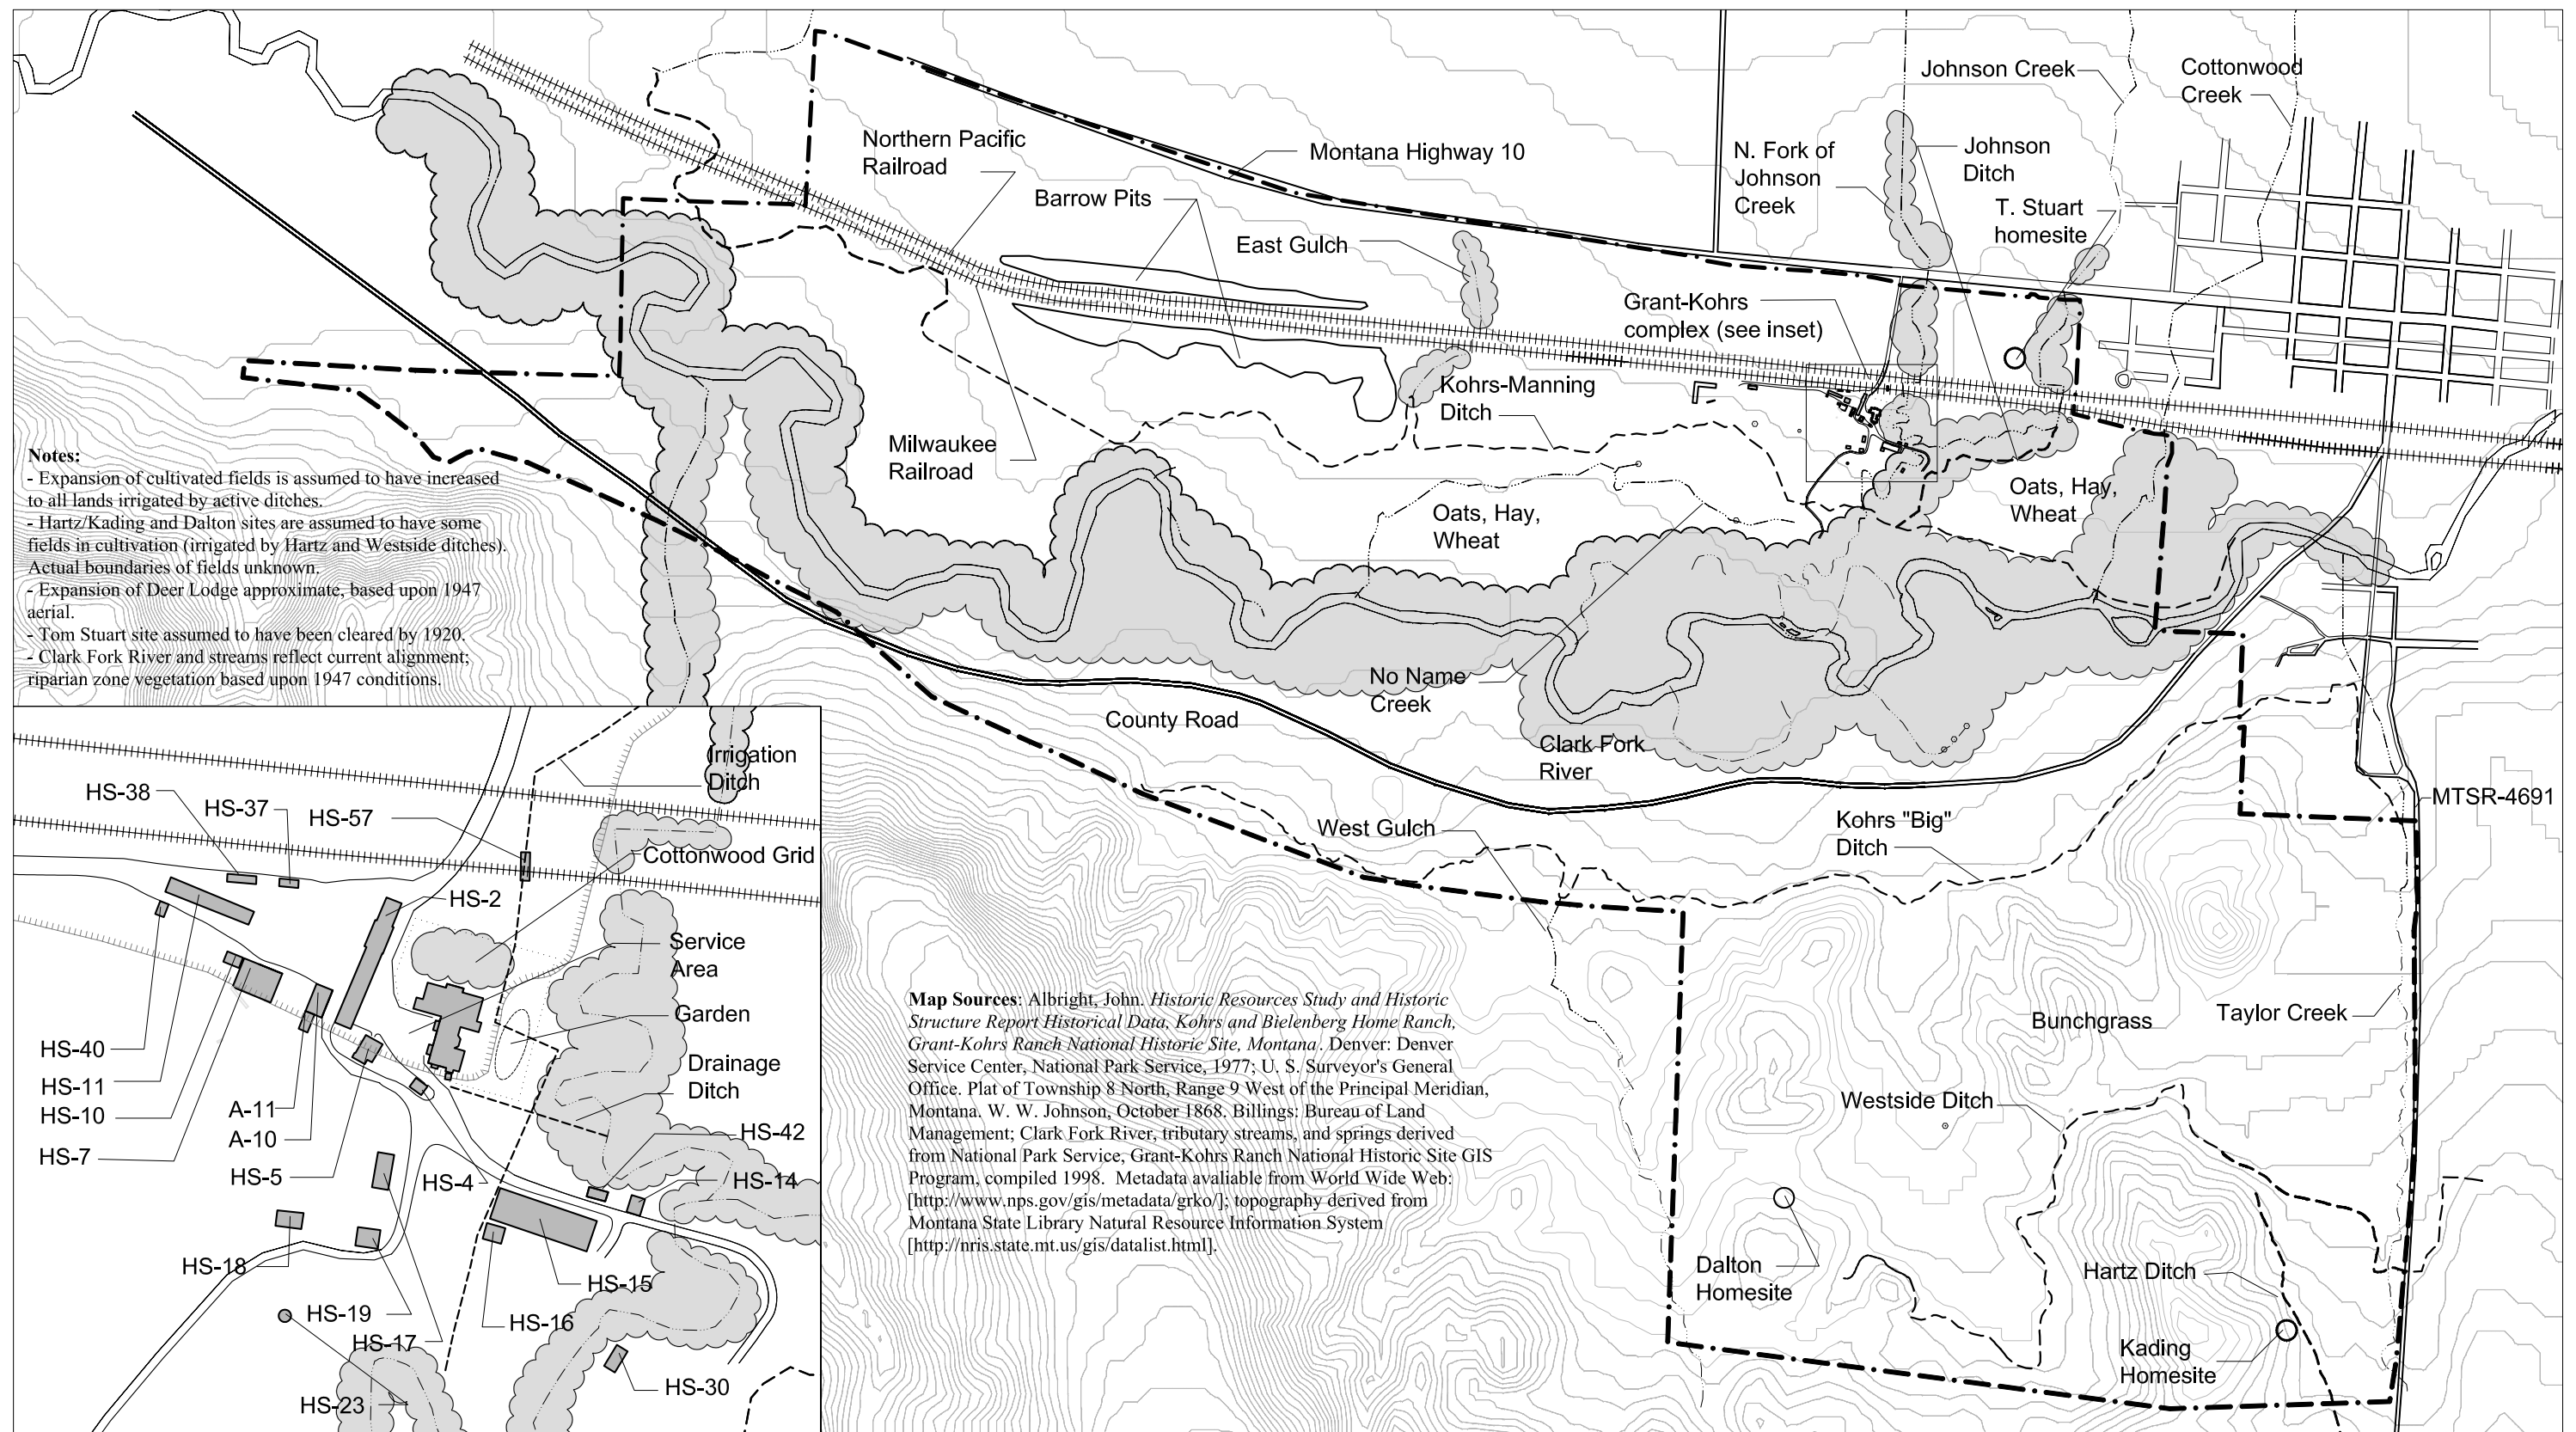 Johnson Creek
Cottonwood
Creek
Northern Pacific
Railroad
Montana Highway 10
N. Fork of
Johnson
Creek
Johnson
Ditch
Barrow Pits
T. Stuart
homesite
East Gulch
Grant-Kohrs
complex (see inset)
Kohrs-Manning
Ditch
Milwaukee
Railroad
Oats, Hay,
Wheat
Oats, Hay,
Wheat
Notes:
- Expansion of cultivated fields is assumed to have increased
to all lands irrigated by active ditches.
- Hartz/Kading and Dalton sites are assumed to have some
fields in cultivation (irrigated by Hartz and Westside ditches).
Actual boundaries of fields unknown.
- Expansion of Deer Lodge approximate, based upon 1947
aerial.
- Tom Stuart site assumed to have been cleared by 1920.
- Clark Fork River and streams reflect current alignment;
riparian zone vegetation based upon 1947 conditions.
No Name
Creek
County Road
Clark Fork
River
West Gulch
Kohrs "Big"
Ditch
MTSR-4691
Bunchgrass
Taylor Creek
Westside Ditch
Dalton
Homesite
Hartz Ditch
Kading
Homesite
Irrigation
Ditch
HS-38
HS-37
HS-57
Cottonwood Grid
HS-2
Service
Area
Garden
HS-40
Drainage
Ditch
HS-11
HS-10
A-11
A-10
HS-42
HS-7
HS-5
HS-4
HS-14
HS-18
HS-15
HS-19
HS-16
HS-17
HS-30
HS-23
Map Sources: Albright, John. Historic Resources Study and Historic
Structure Report Historical Data, Kohrs and Bielenberg Home Ranch,
Grant-Kohrs Ranch National Historic Site, Montana. Denver: Denver
Service Center, National Park Service, 1977; U. S. Surveyor's General
Office. Plat of Township 8 North, Range 9 West of the Principal Meridian,
Montana. W. W. Johnson, October 1868. Billings: Bureau of Land
Management; Clark Fork River, tributary streams, and springs derived
from National Park Service, Grant-Kohrs Ranch National Historic Site GIS
Program, compiled 1998. Metadata avaliable from World Wide Web:
[http://www.nps.gov/gis/metadata/grko/]; topography derived from
Montana State Library Natural Resource Information System
[http://nris.state.mt.us/gis/datalist.html].